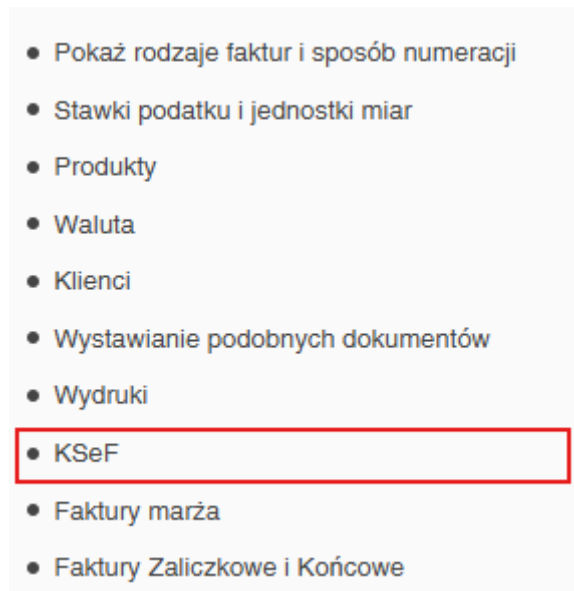 Pokaż rodzaje faktur i sposób numeracji
Stawki podatku i jednostki miar
Produkty
Waluta
Klienci
Wystawianie podobnych dokumentów
Wydruki
KSeF
Faktury marża
Faktury Zaliczkowe i Końcowe